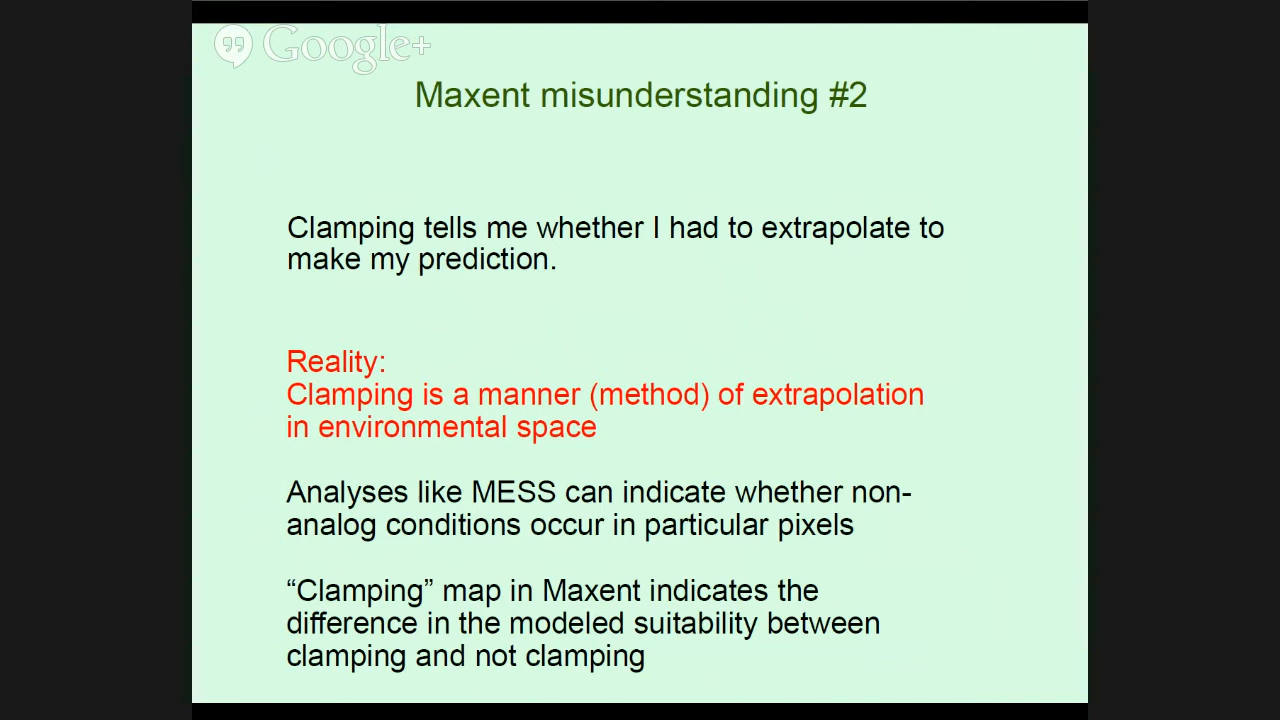 Google+
Maxent misunderstanding #2
Clamping tells me whether I had to extrapolate to
make my prediction.
Reality:
Clamping is a manner (method) of extrapolation
in environmental space
Analyses like MESS can indicate whether non-
analog conditions occur in particular pixels
“Clamping” map in Maxent indicates the
difference in the modeled suitability between
clamping and not clamping